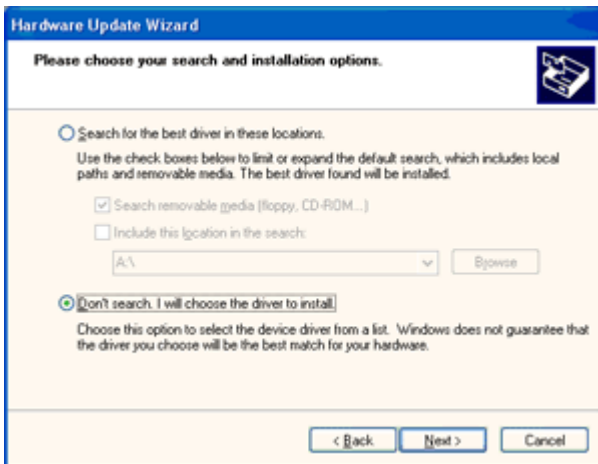 Hardware Update Wizard
Please choose your search and installation options.
Search for the best driver in these locations.
Use the check boxes below to limit or expand the default search, which includes local
paths and removable media. The best driver found will be installed.
Search removable media (floppy, CD-ROM...)
Include this location in the search:
A:\
Browse
Don't search. I will choose the driver to install.
Choose this option to select the device driver from a list. Windows does not guarantee that
the driver you choose will be the best match for your hardware.
< Back Next > Cancel